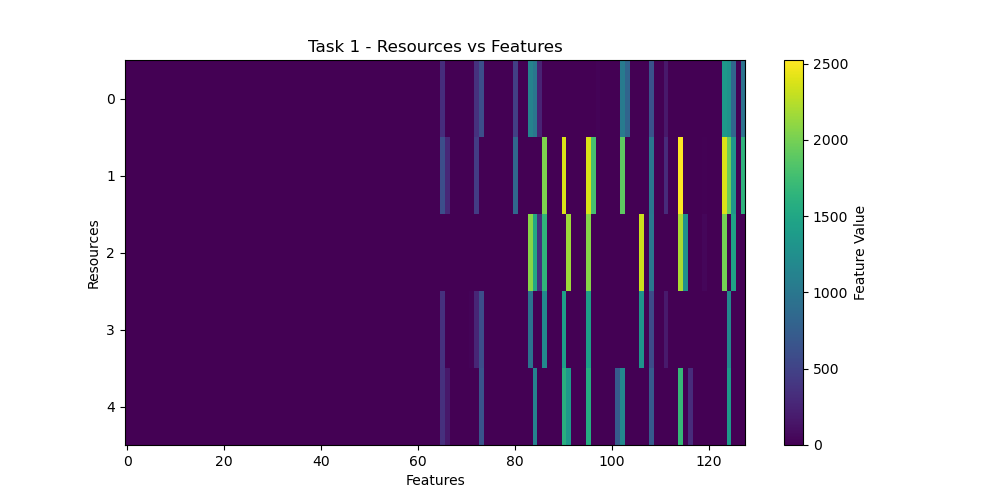 Task 1 - Resources vs Features
Resources
0
1
2
3
4
0 20 40 60 80 100 120
Features
2500
2000
1500
1000
500
0
Feature Value